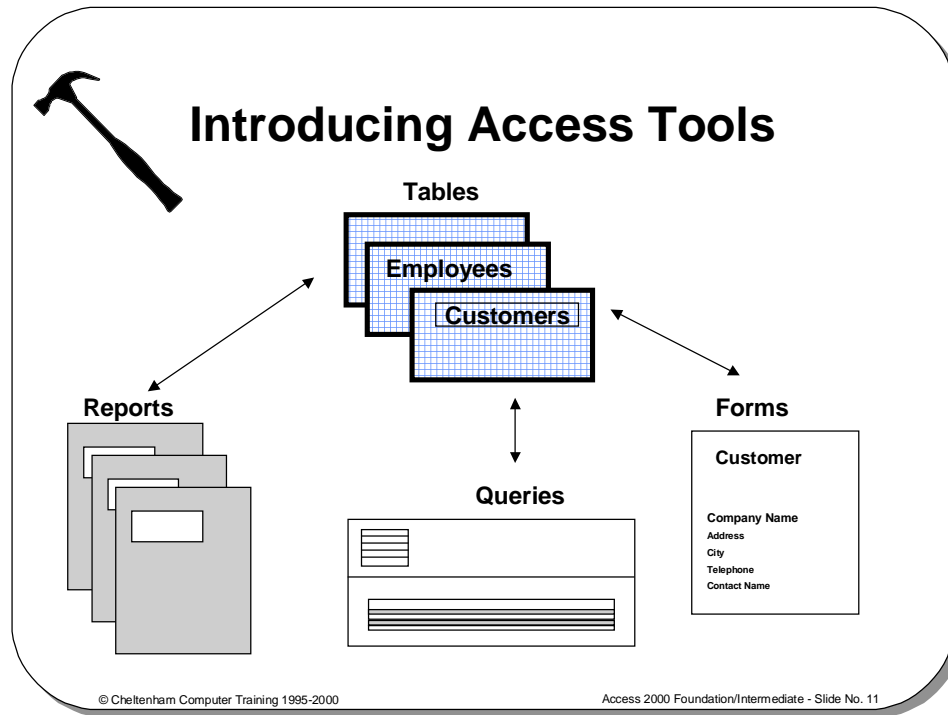 Introducing Access Tools
Tables
Employees
Customers
Reports
Forms
Customer
Company Name
Address
City
Telephone
Contact Name
Queries
© Cheltenham Computer Training 1995-2000
Access 2000 Foundation/Intermediate - Slide No. 11